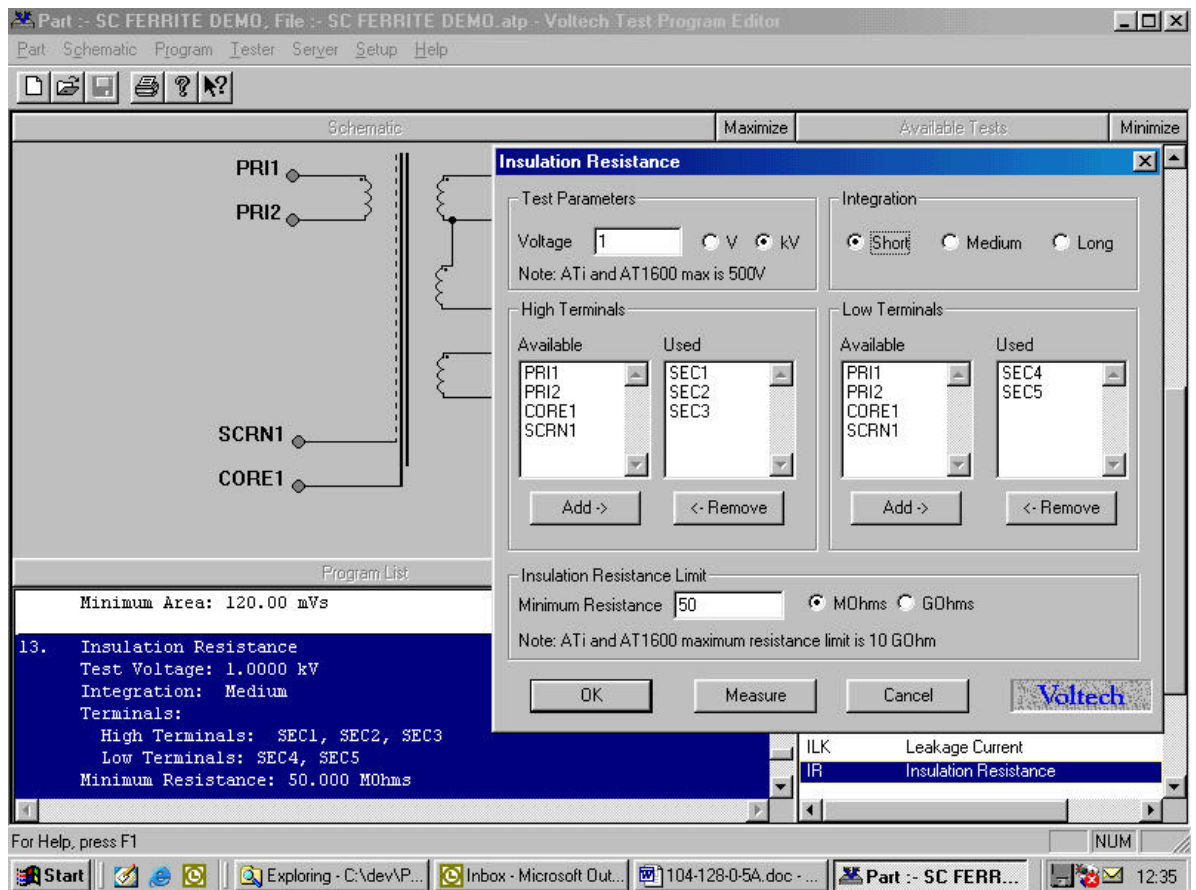 Part :- SC FERRITE DEMO, File :- SC FERRITE DEMO.atp - Voltech Test Program Editor
Part Schematic Program Tester Server Setup Help
Schematic Maximize Available Tests Minimize
PRI1
PRI2
SCRN1
CORE1
Insulation Resistance
Test Parameters
Voltage 1 V kV
Note: ATi and AT1600 max is 500V
Integration
Short Medium Long
High Terminals
Available Used
PRI1
PRI2
CORE1
SCRN1
SEC1
SEC2
SEC3
Add -> <- Remove
Low Terminals
Available Used
PRI1
PRI2
CORE1
SCRN1
SEC4
SEC5
Add -> <- Remove
Insulation Resistance Limit
Minimum Resistance 50 MOhms GOhms
Note: ATi and AT1600 maximum resistance limit is 10 GOhm
OK Measure Cancel Voltech
Program List
Minimum Area: 120.00 mVs
13. Insulation Resistance
Test Voltage: 1.0000 kV
Integration: Medium
Terminals:
High Terminals: SEC1, SEC2, SEC3
Low Terminals: SEC4, SEC5
Minimum Resistance: 50.000 MOhms
ILK Leakage Current
IR Insulation Resistance
For Help, press F1 NUM
Start Exploring - C:\dev\P... Inbox - Microsoft Out... 104-128-0-5A.doc - ... Part :- SC FERR... 12:35